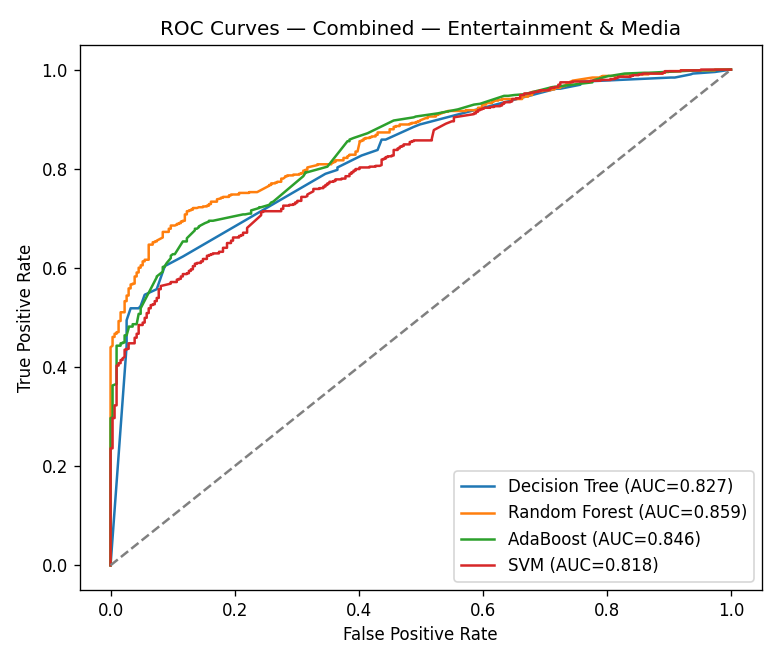 ROC Curves — Combined — Entertainment & Media
True Positive Rate
1.0
0.8
0.6
0.4
0.2
0.0
Decision Tree (AUC=0.827)
Random Forest (AUC=0.859)
AdaBoost (AUC=0.846)
SVM (AUC=0.818)
0.0 0.2 0.4 0.6 0.8 1.0
False Positive Rate